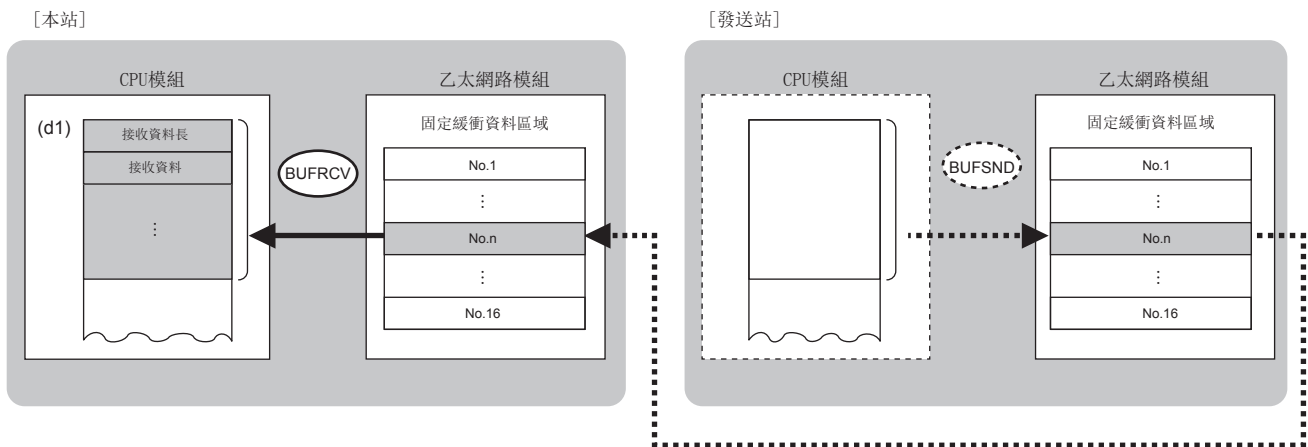 [本站]
CPU模組
乙太網路模組
(d1)
接收資料長
接收資料
⋮
BUFRCV
固定緩衝資料區域
No.1
⋮
No.n
⋮
No.16
[發送站]
CPU模組
乙太網路模組
BUFSND
固定緩衝資料區域
No.1
⋮
No.n
⋮
No.16